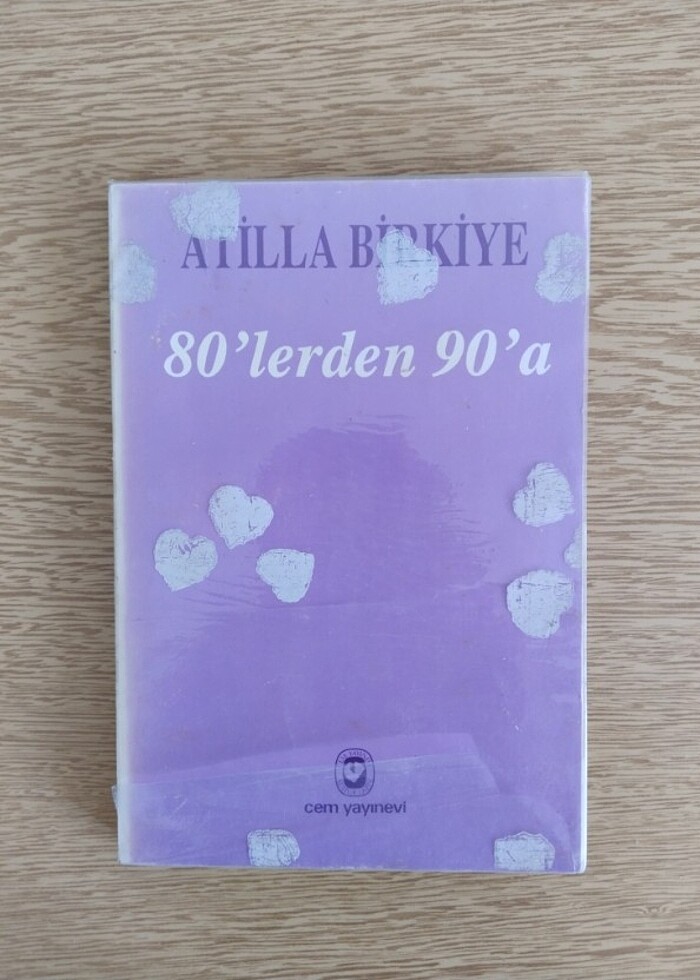 ATİLLA BİRKİYE
80'lerden 90'a
cem yayınevi